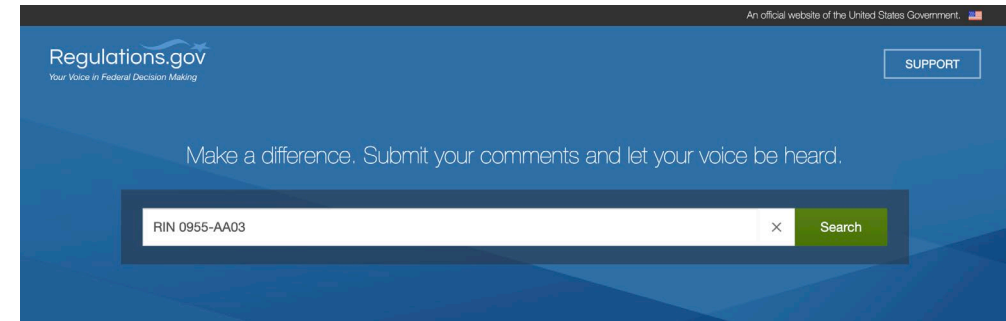 An official website of the United States Government.
Regulations.gov
Your Voice in Federal Decision Making
SUPPORT
Make a difference. Submit your comments and let your voice be heard.
RIN 0955-AA03
Search